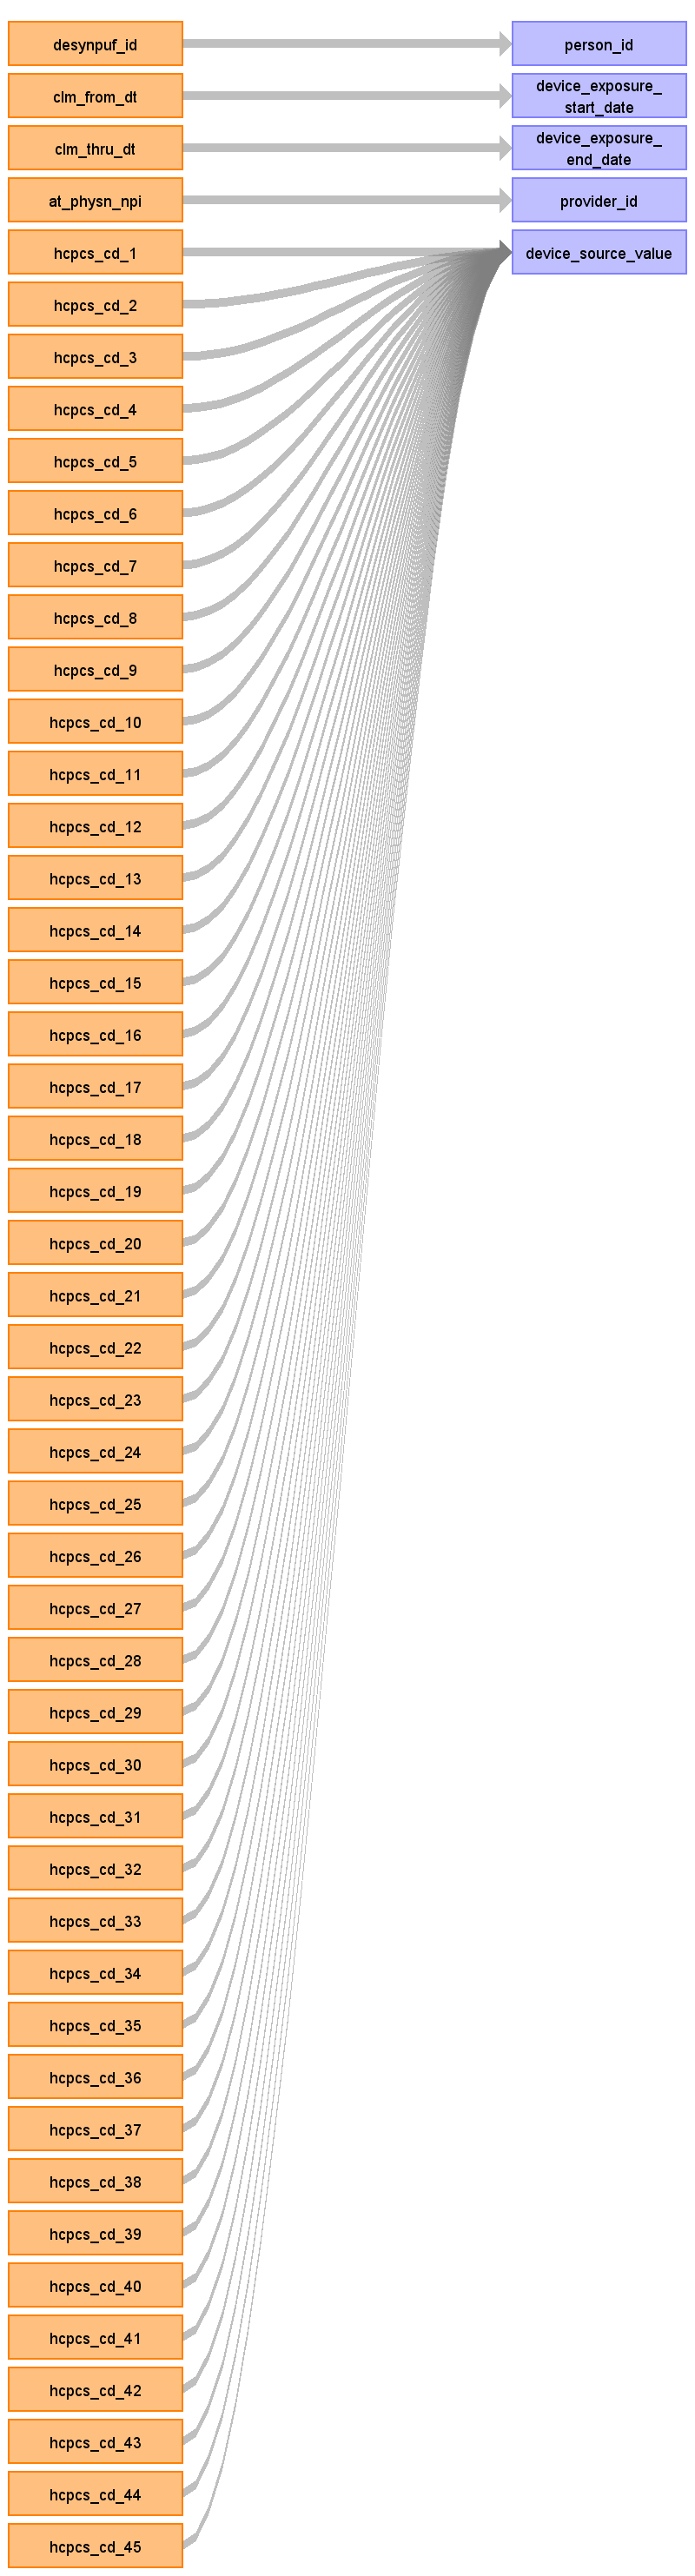 desynpuf_id
person_id
clm_from_dt
device_exposure_
start_date
clm_thru_dt
device_exposure_
end_date
at_physn_npi
provider_id
hcpcs_cd_1
device_source_value
hcpcs_cd_2
hcpcs_cd_3
hcpcs_cd_4
hcpcs_cd_5
hcpcs_cd_6
hcpcs_cd_7
hcpcs_cd_8
hcpcs_cd_9
hcpcs_cd_10
hcpcs_cd_11
hcpcs_cd_12
hcpcs_cd_13
hcpcs_cd_14
hcpcs_cd_15
hcpcs_cd_16
hcpcs_cd_17
hcpcs_cd_18
hcpcs_cd_19
hcpcs_cd_20
hcpcs_cd_21
hcpcs_cd_22
hcpcs_cd_23
hcpcs_cd_24
hcpcs_cd_25
hcpcs_cd_26
hcpcs_cd_27
hcpcs_cd_28
hcpcs_cd_29
hcpcs_cd_30
hcpcs_cd_31
hcpcs_cd_32
hcpcs_cd_33
hcpcs_cd_34
hcpcs_cd_35
hcpcs_cd_36
hcpcs_cd_37
hcpcs_cd_38
hcpcs_cd_39
hcpcs_cd_40
hcpcs_cd_41
hcpcs_cd_42
hcpcs_cd_43
hcpcs_cd_44
hcpcs_cd_45